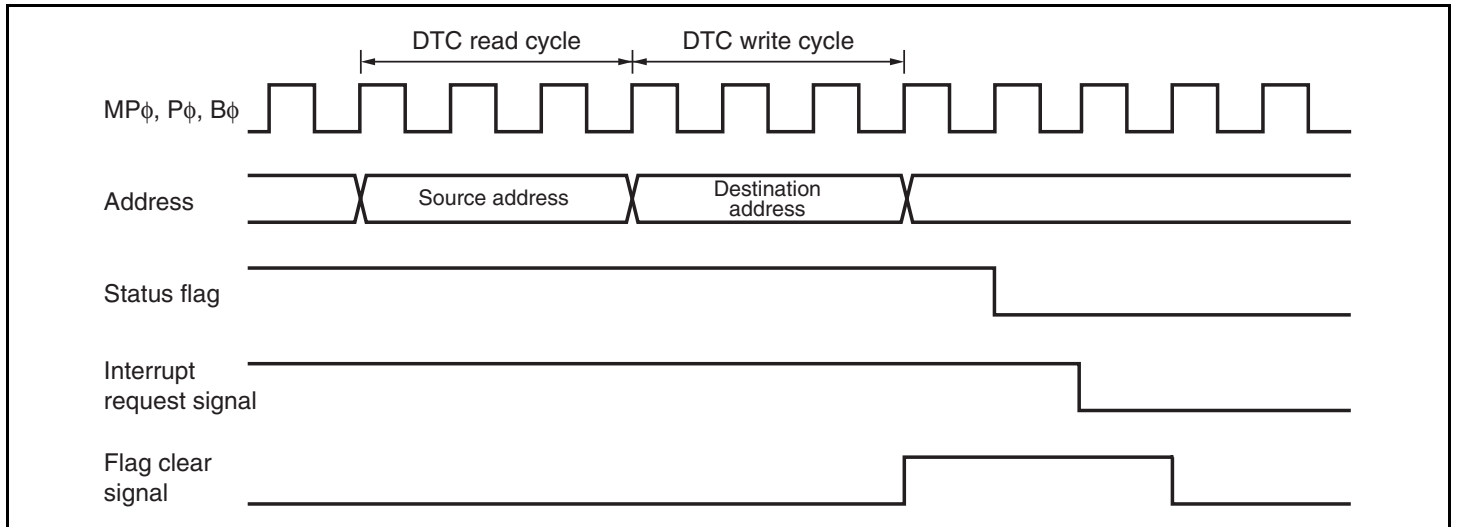 DTC read cycle DTC write cycle
MPϕ, Pϕ, Bϕ
Address
Source address
Destination
address
Status flag
Interrupt
request signal
Flag clear
signal